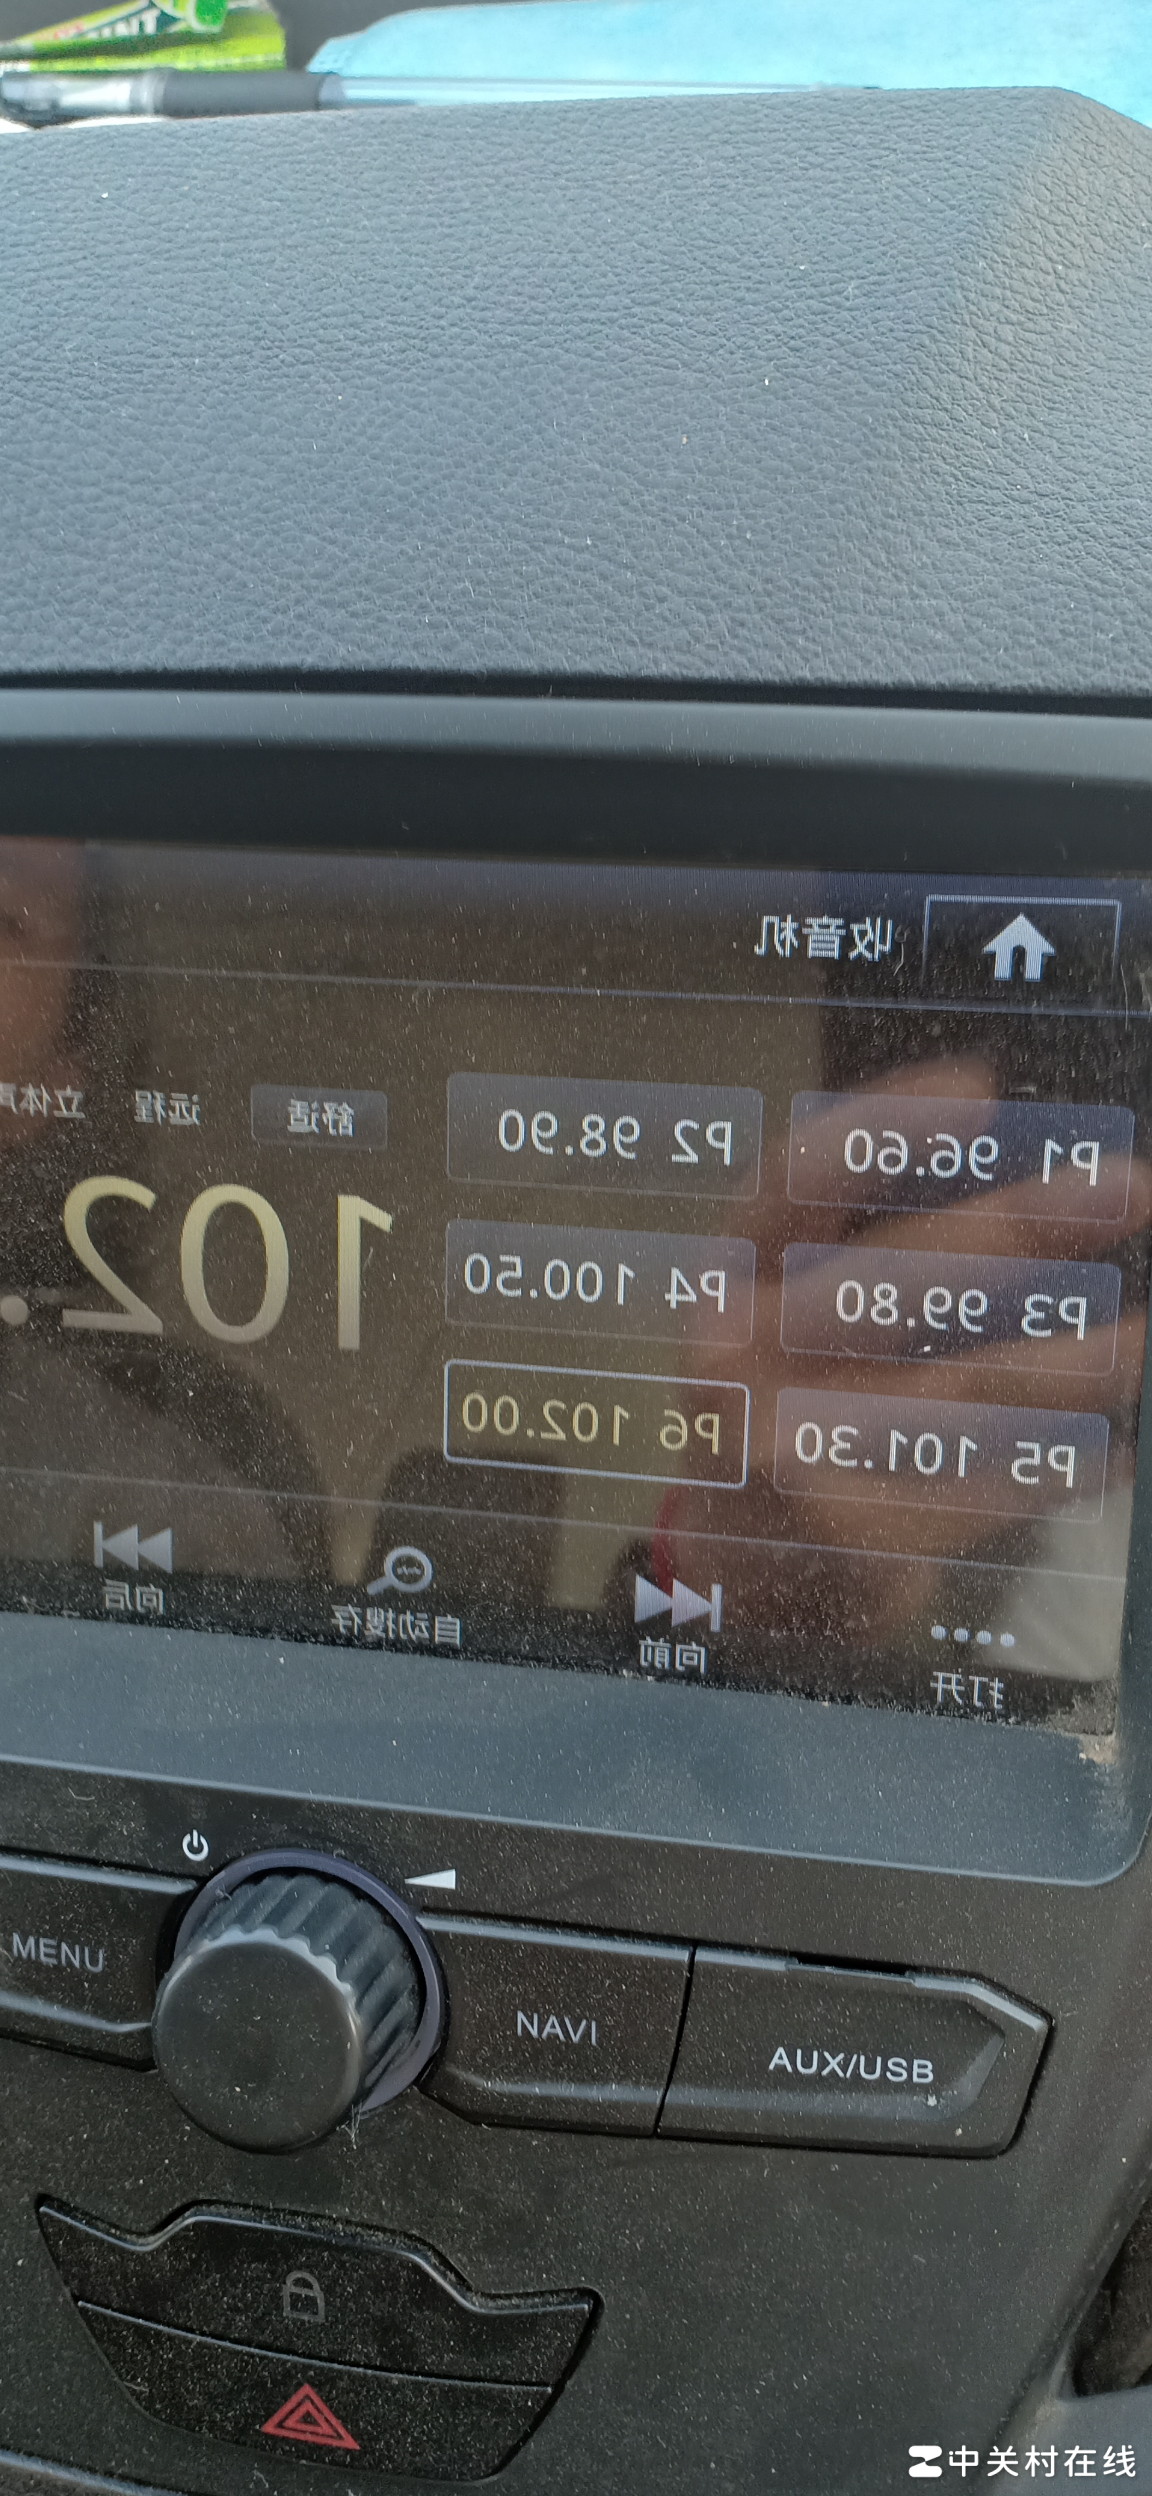 收音机
P1 96.60 P2 98.90
舒适 远程 立体声
P3 99.80 P4 100.50
102.
P5 101.30 P6 102.00
打开 向前 自动搜存 向后
MENU
NAVI
AUX/USB
中关村在线